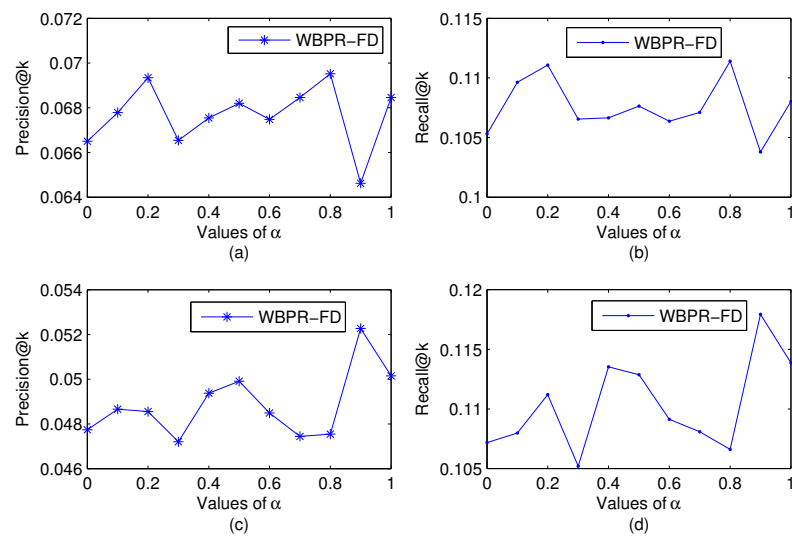 0.072
0.07
0.068
0.066
0.064
Precision@k
WBPR−FD
0 0.2 0.4 0.6 0.8 1
Values of α
(a)
0.115
0.11
0.105
0.1
Recall@k
WBPR−FD
0 0.2 0.4 0.6 0.8 1
Values of α
(b)
0.054
0.052
0.05
0.048
0.046
Precision@k
WBPR−FD
0 0.2 0.4 0.6 0.8 1
Values of α
(c)
0.12
0.115
0.11
0.105
Recall@k
WBPR−FD
0 0.2 0.4 0.6 0.8 1
Values of α
(d)